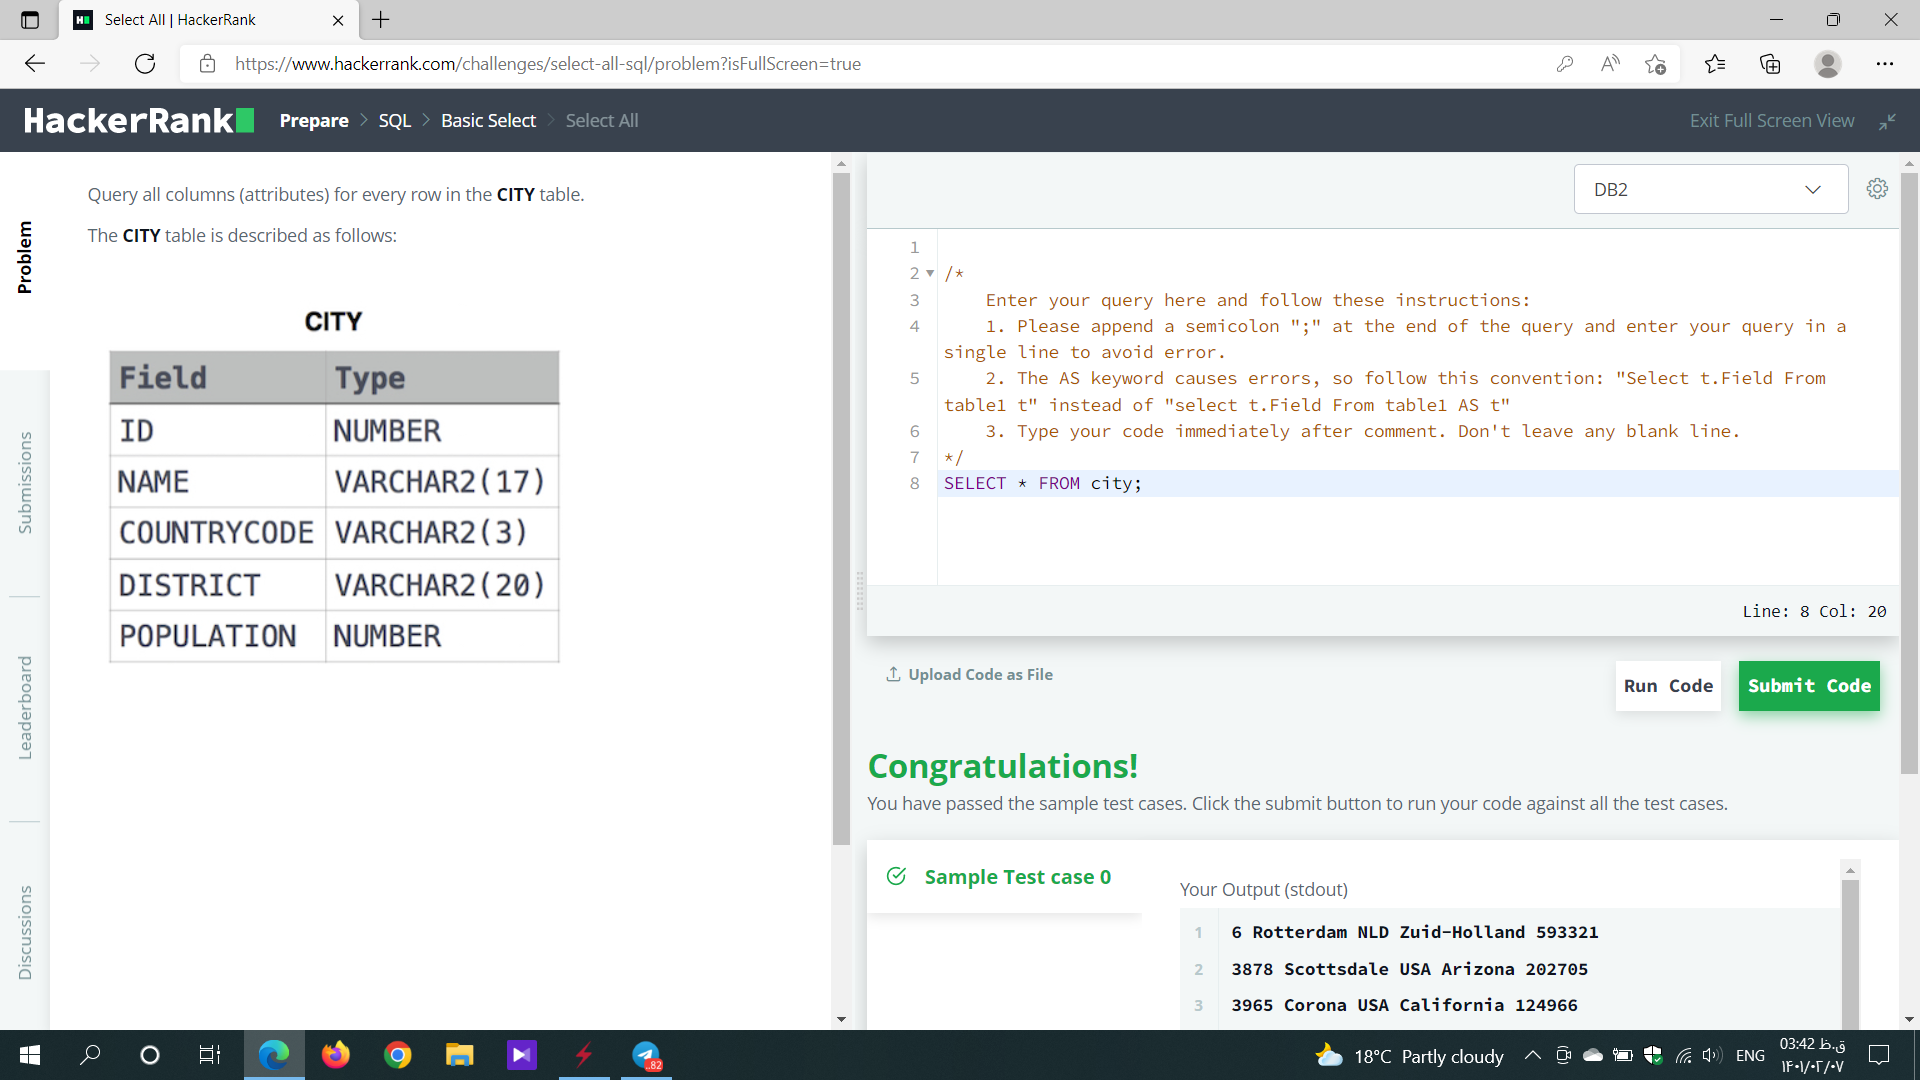 Select All | HackerRank
https://www.hackerrank.com/challenges/select-all-sql/problem?isFullScreen=true
HackerRank
Prepare > SQL > Basic Select > Select All
Exit Full Screen View
Problem
Submissions
Leaderboard
Discussions
Query all columns (attributes) for every row in the CITY table.
The CITY table is described as follows:
CITY
Field Type
ID NUMBER
NAME VARCHAR2(17)
COUNTRYCODE VARCHAR2(3)
DISTRICT VARCHAR2(20)
POPULATION NUMBER
DB2
1
2 /*
3 Enter your query here and follow these instructions:
4 1. Please append a semicolon ";" at the end of the query and enter your query in a
single line to avoid error.
5 2. The AS keyword causes errors, so follow this convention: "Select t.Field From
table1 t" instead of "select t.Field From table1 AS t"
6 3. Type your code immediately after comment. Don't leave any blank line.
7 */
8 SELECT * FROM city;
Line: 8 Col: 20
Upload Code as File
Run Code
Submit Code
Congratulations!
You have passed the sample test cases. Click the submit button to run your code against all the test cases.
Sample Test case 0
Your Output (stdout)
1 6 Rotterdam NLD Zuid-Holland 593321
2 3878 Scottsdale USA Arizona 202705
3 3965 Corona USA California 124966
..82
18°C Partly cloudy
ENG
03:42 ق.ظ
۱۴۰۱/۰۲/۰۷